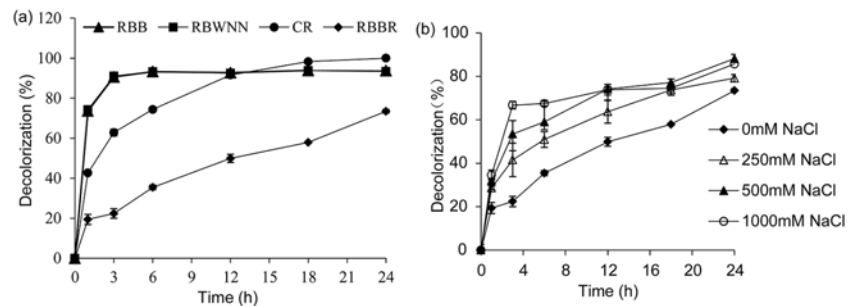 (a)
RBB RBWNN CR RBBR
120
100
80
60
40
20
0
Decolorization (%)
0 3 6 9 12 15 18 21 24
Time (h)
(b)
100
80
60
40
20
0
Decolorization(%)
0 4 8 12 16 20 24
Time (h)
0mM NaCl
250mM NaCl
500mM NaCl
1000mM NaCl